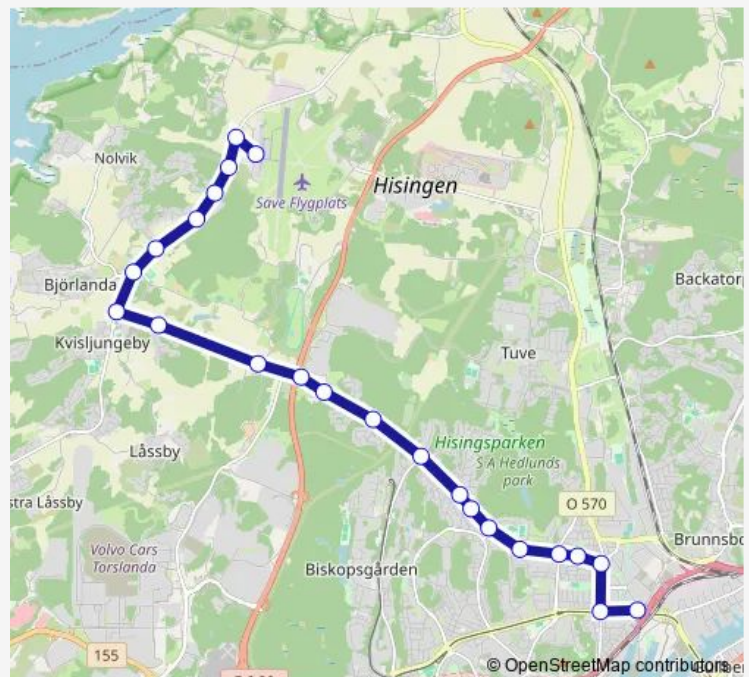 Nolvik
Hisingen
Säve Flygplats
Björlanda
Backator
Kvisljungeby
Tuve
Hisingsparken
S A Hedlunds
park
Låssby
stra Låssby
O 570
Volvo Cars
Torslanda
Brunnsbo
Biskopsgården
155
© OpenStreetMap contributors